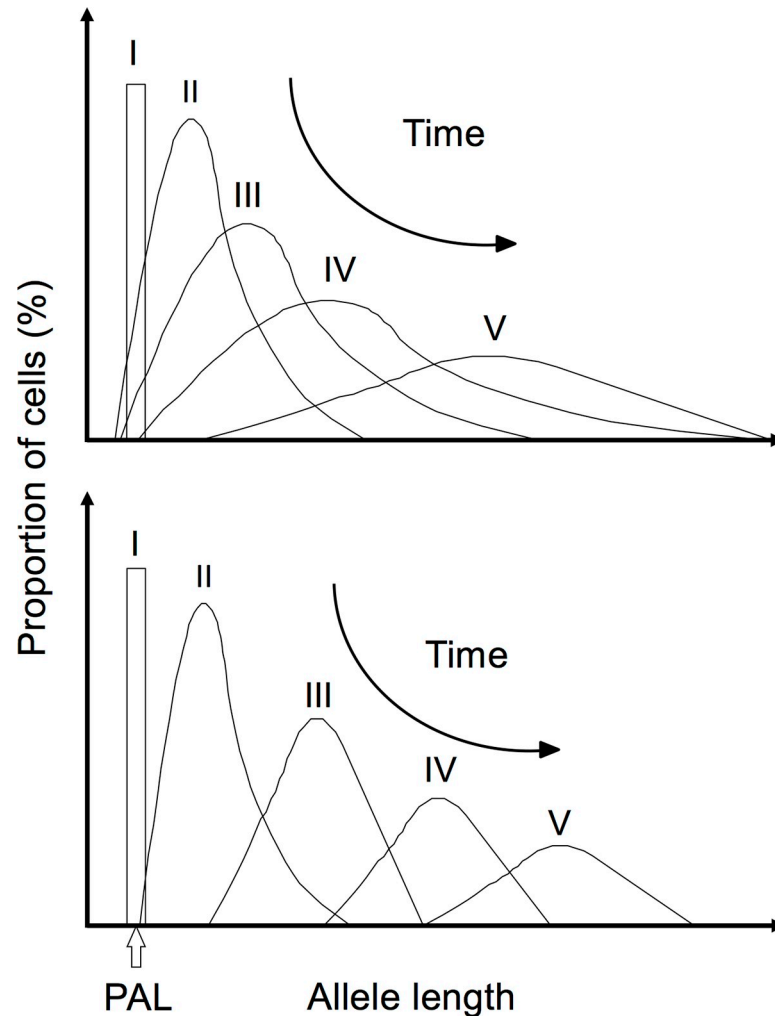 I
II
III
IV
V
Time
Proportion of cells (%)
I
II
III
IV
V
Time
PAL
Allele length